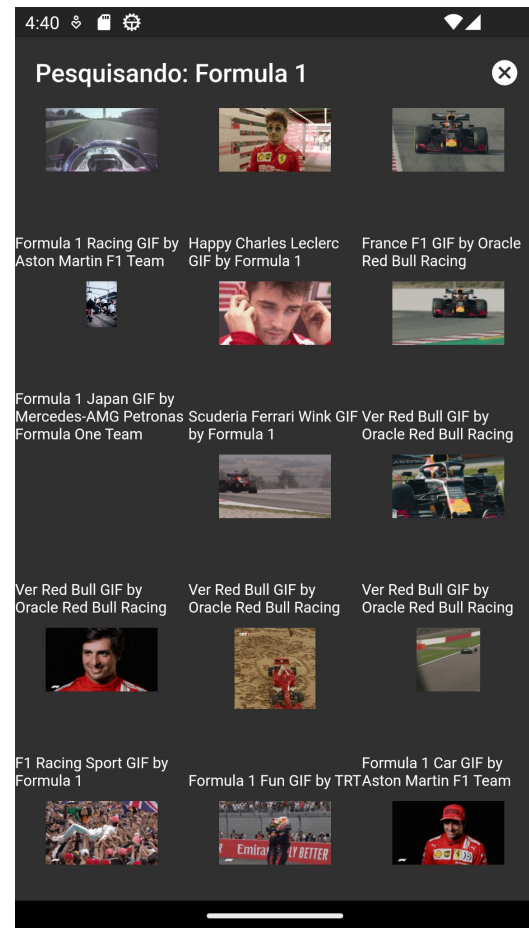 4:40
Pesquisando: Formula 1
Formula 1 Racing GIF by
Aston Martin F1 Team
Happy Charles Leclerc
GIF by Formula 1
France F1 GIF by Oracle
Red Bull Racing
Formula 1 Japan GIF by
Mercedes-AMG Petronas
Formula One Team
Scuderia Ferrari Wink GIF
by Formula 1
Ver Red Bull GIF by
Oracle Red Bull Racing
Ver Red Bull GIF by
Oracle Red Bull Racing
Ver Red Bull GIF by
Oracle Red Bull Racing
Ver Red Bull GIF by
Oracle Red Bull Racing
F1 Racing Sport GIF by
Formula 1
Formula 1 Fun GIF by TRT
Formula 1 Car GIF by
Aston Martin F1 Team
Emira
LY BETTER